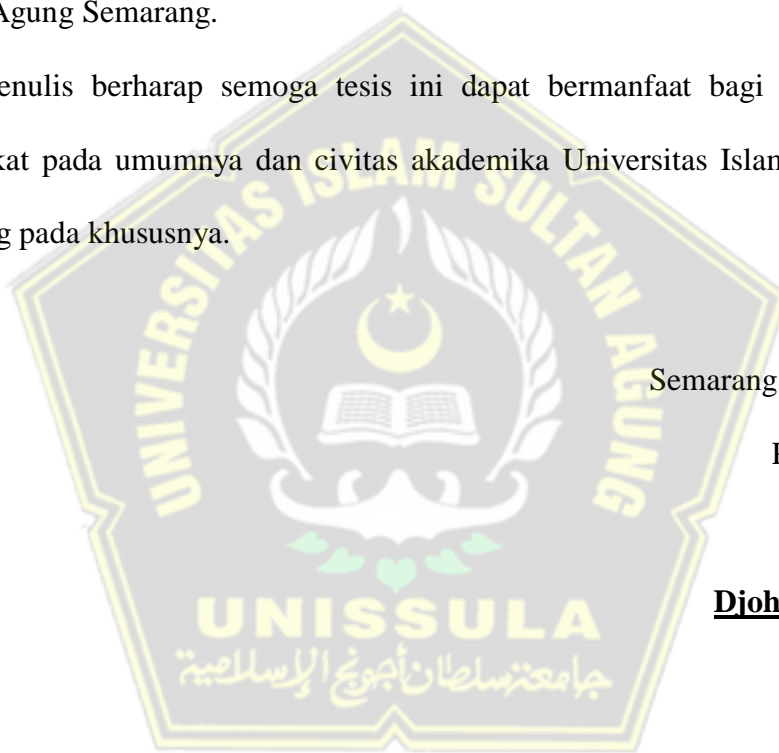 Agung Semarang.
enulis berharap semoga tesis ini dapat bermanfaat bagi
kat pada umumnya dan civitas akademika Universitas Islam
g pada khususnya.
UNIVERSITAS ISLAM SULTAN AGUNG
Semarang
Djoh
UNISSULA
جامعة سلطان أجونج الإسلامية